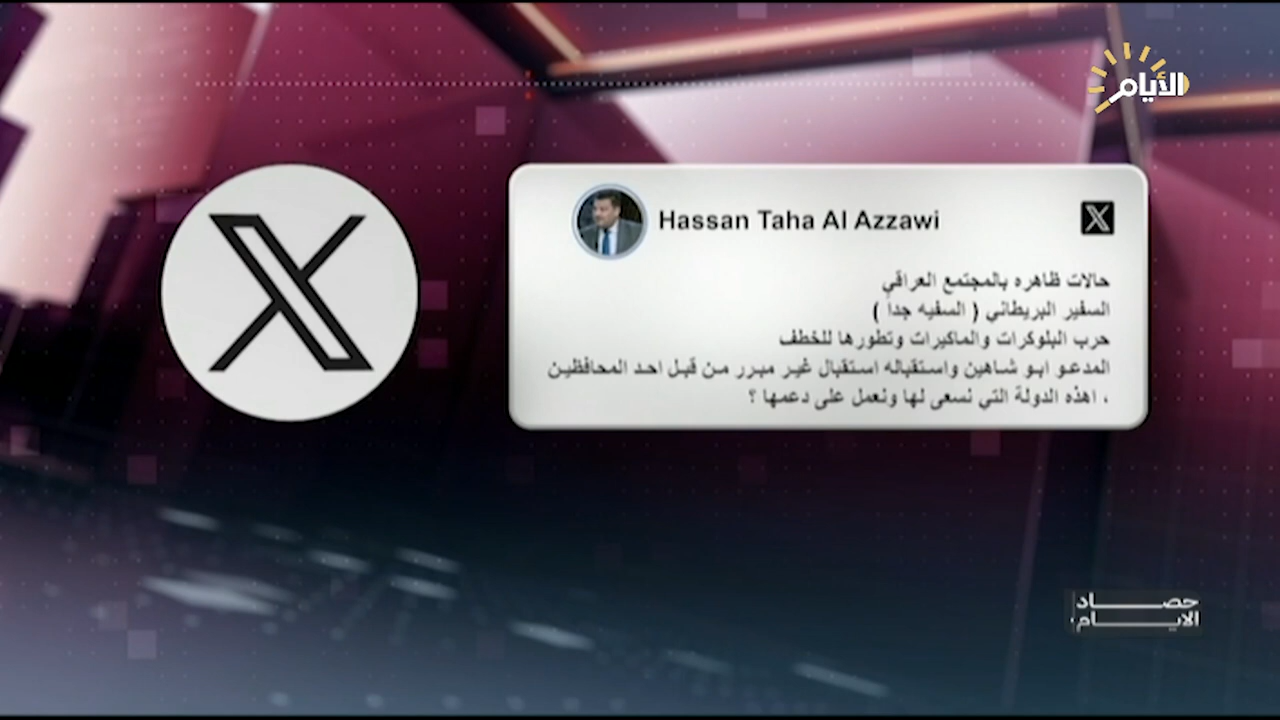 الأيام
Hassan Taha Al Azzawi
حالات ظاهره بالمجتمع العراقي
السفير البريطاني ( السفيه جداً )
حرب البلوكرات والماكيرات وتطورها للخطف
المدعو ابو شاهين واستقباله استقبال غير مبرر من قبل احد المحافظين
، اهذه الدولة التي نسعى لها ونعمل على دعمها ؟
حصاد
الايام